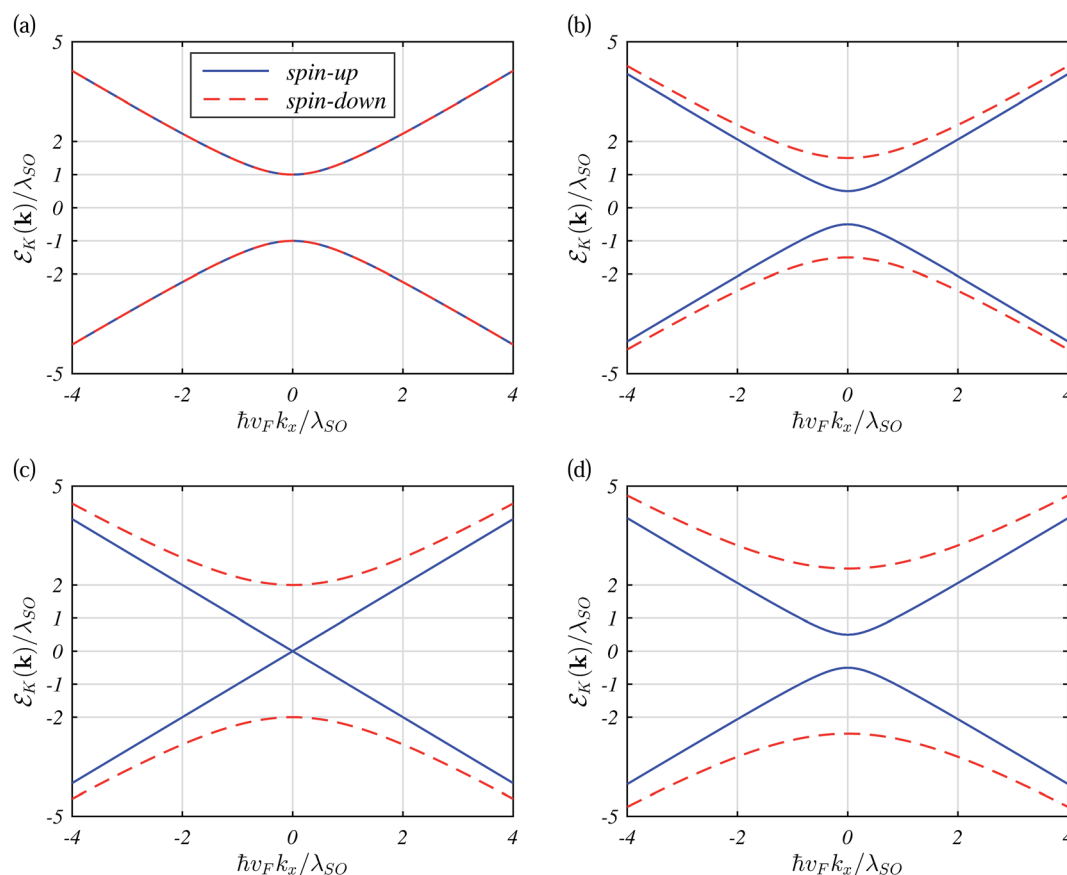 (a)
5
2
1
0
-1
-2
-5
ℰ_K(𝐤)/λ_SO
spin-up
spin-down
-4 -2 0 2 4
ħv_F k_x/λ_SO
(b)
5
2
1
0
-1
-2
-5
ℰ_K(𝐤)/λ_SO
-4 -2 0 2 4
ħv_F k_x/λ_SO
(c)
5
2
1
0
-1
-2
-5
ℰ_K(𝐤)/λ_SO
-4 -2 0 2 4
ħv_F k_x/λ_SO
(d)
5
2
1
0
-1
-2
-5
ℰ_K(𝐤)/λ_SO
-4 -2 0 2 4
ħv_F k_x/λ_SO